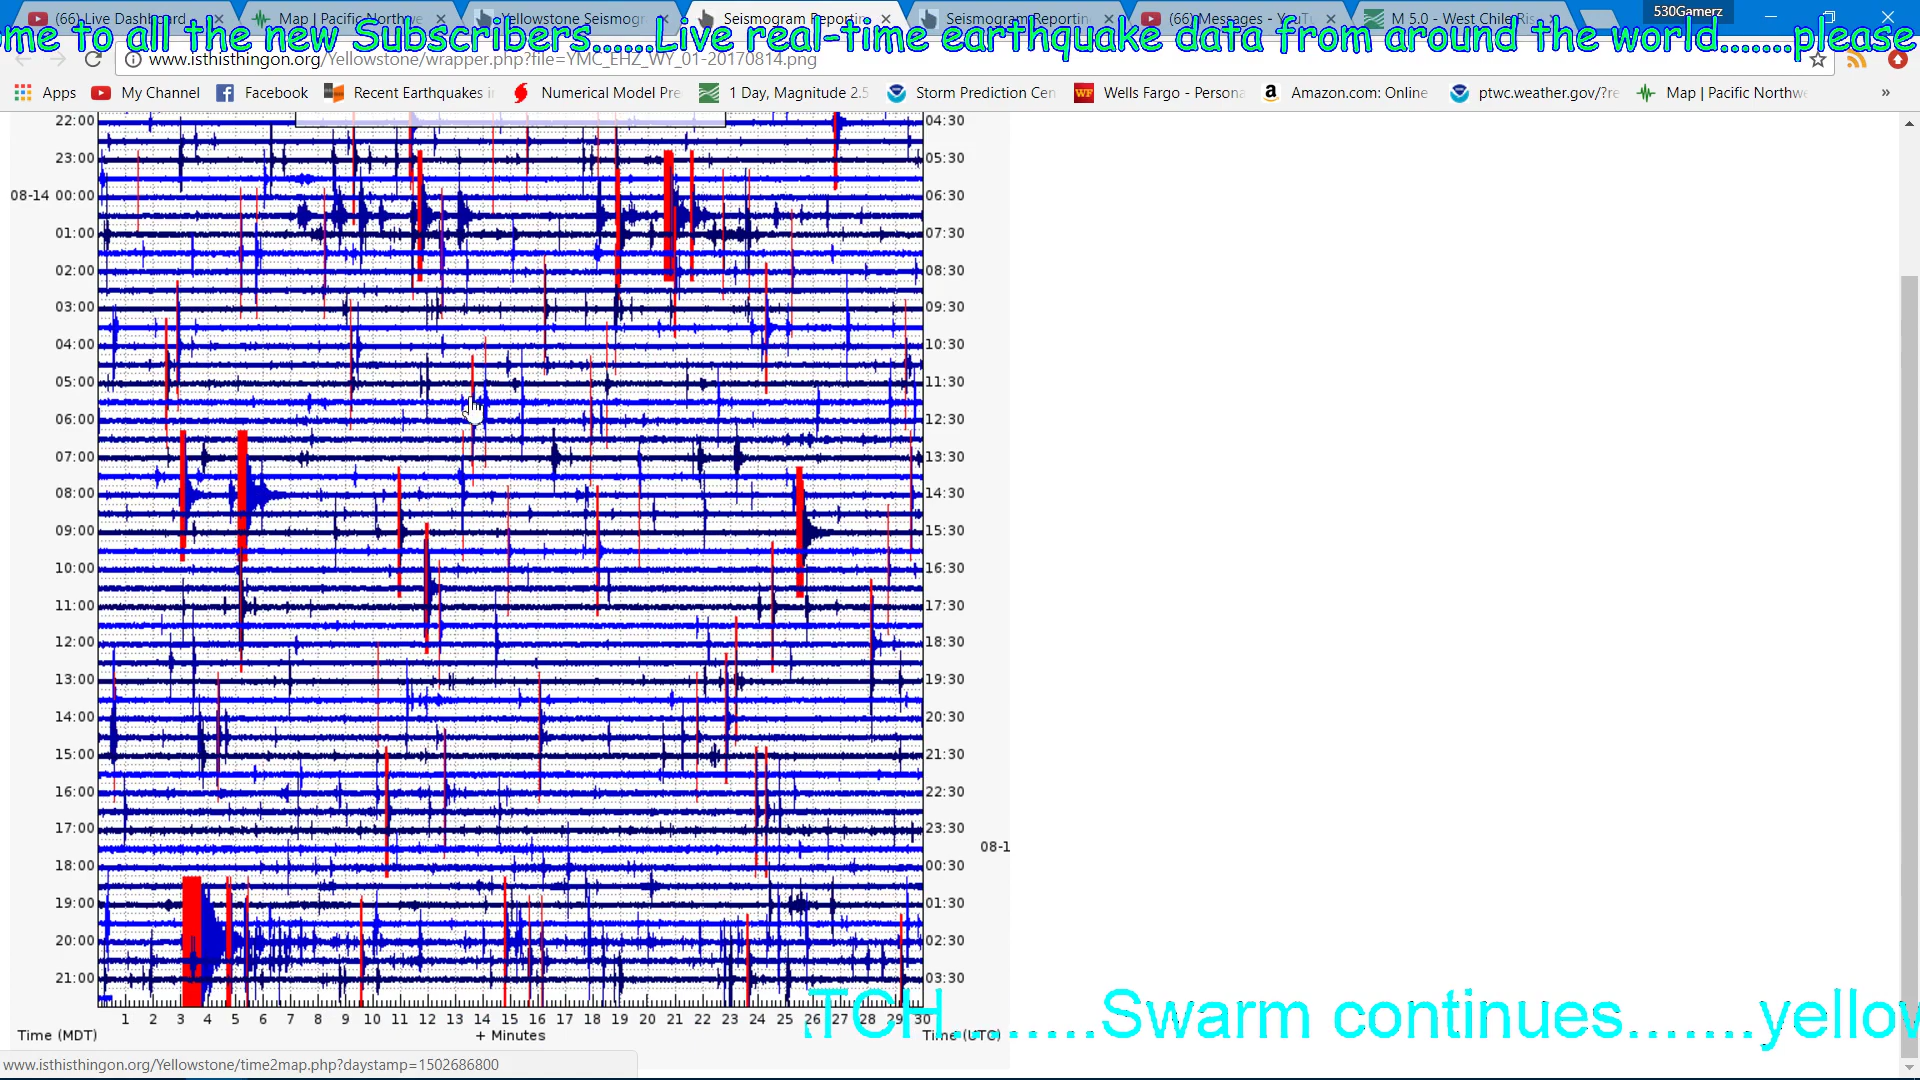 530Gamerz
(66) Live Dashboard
Map | Pacific Northwe
Yellowstone Seismogr
Seismogram Reportin
Seismogram Reportin
(66) Messages - YouTu
M 5.0 - West Chile Ris
ome to all the new Subscribers......Live real-time earthquake data from around the world.......please
www.isthisthingon.org/Yellowstone/wrapper.php?file=YMC_EHZ_WY_01-20170814.png
Apps My Channel Facebook Recent Earthquakes i Numerical Model Pre 1 Day, Magnitude 2.5 Storm Prediction Cen Wells Fargo - Persona Amazon.com: Online ptwc.weather.gov/?re Map | Pacific Northwe »
22:00 04:30
23:00 05:30
08-14 00:00 06:30
01:00 07:30
02:00 08:30
03:00 09:30
04:00 10:30
05:00 11:30
06:00 12:30
07:00 13:30
08:00 14:30
09:00 15:30
10:00 16:30
11:00 17:30
12:00 18:30
13:00 19:30
14:00 20:30
15:00 21:30
16:00 22:30
17:00 23:30
08-1
18:00 00:30
19:00 01:30
20:00 02:30
21:00 03:30
1 2 3 4 5 6 7 8 9 10 11 12 13 14 15 16 17 18 19 20 21 22 23 24 25 26 27 28 29 30
Time (MDT) + Minutes Time (UTC)
TCH.........Swarm continues.......yellow
www.isthisthingon.org/Yellowstone/time2map.php?daystamp=1502686800